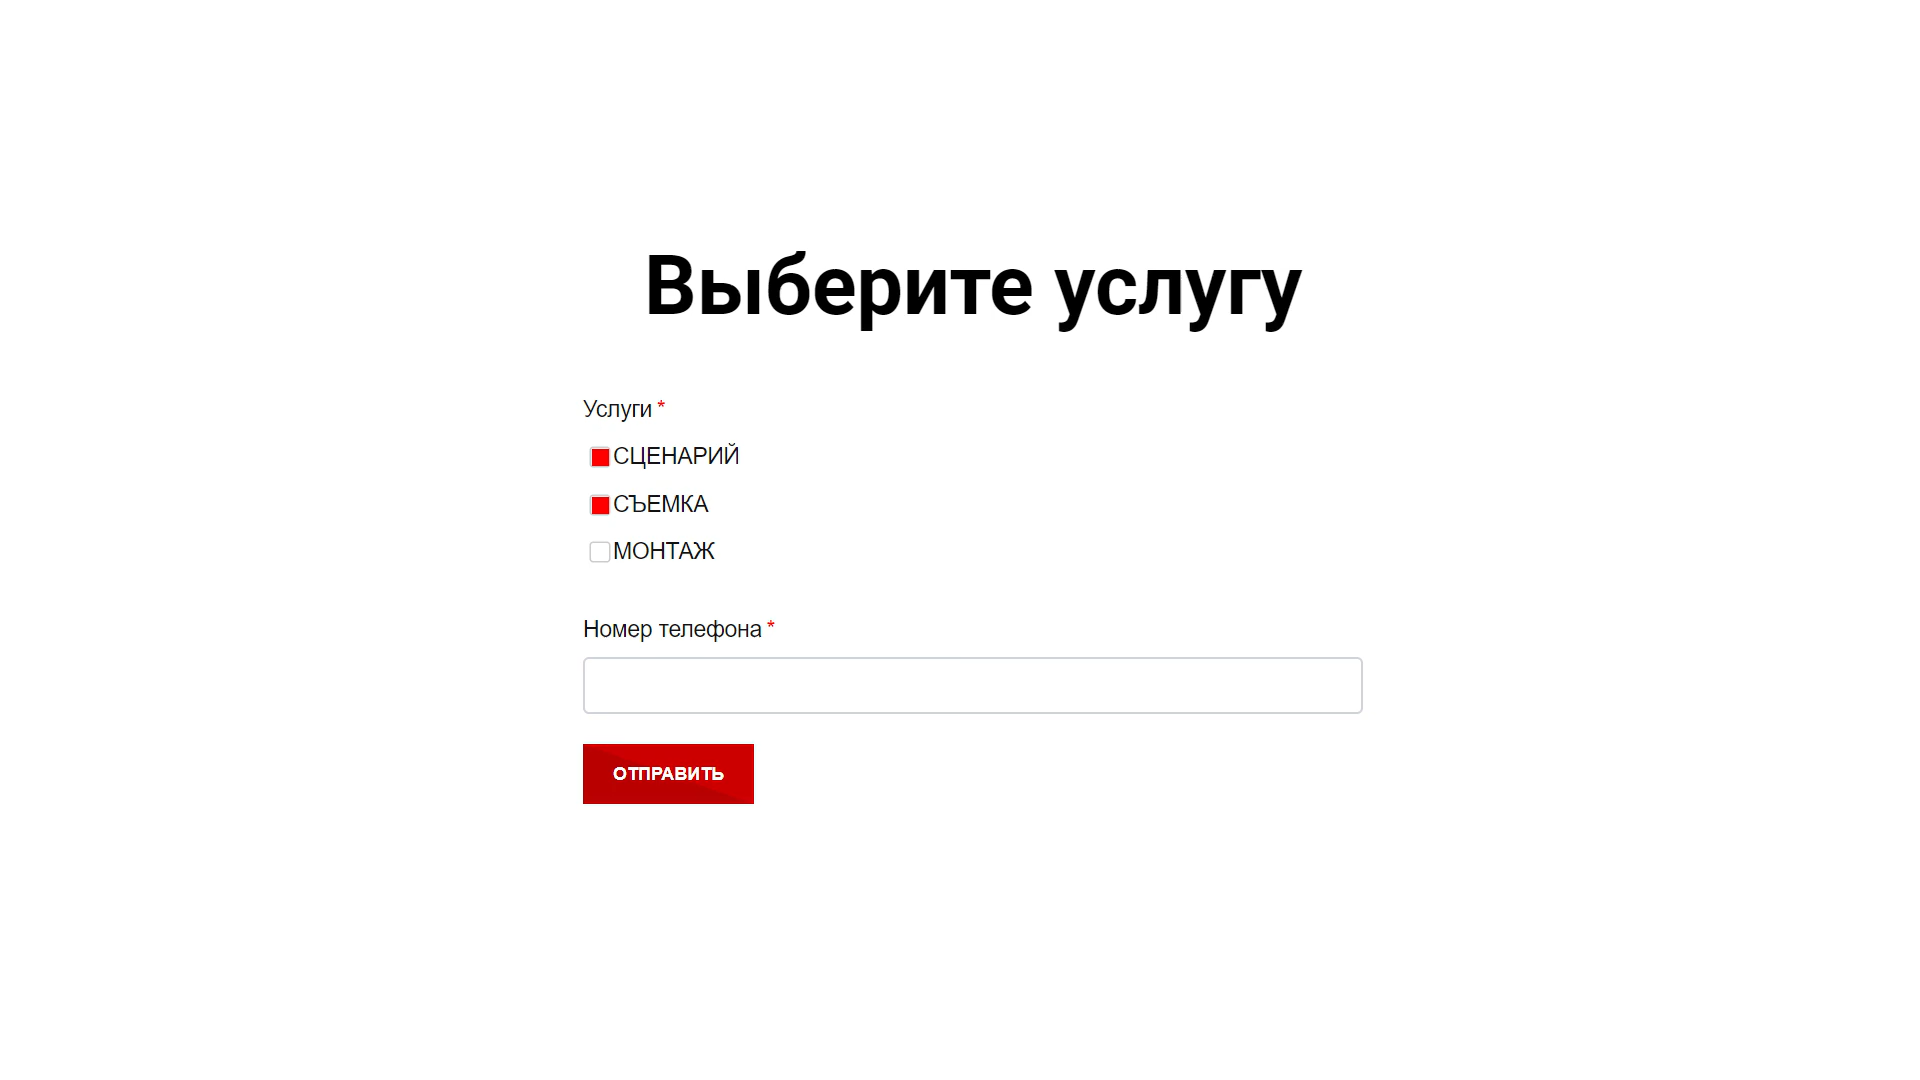 Выберите услугу
Услуги *
СЦЕНАРИЙ
СЪЕМКА
МОНТАЖ
Номер телефона *
ОТПРАВИТЬ